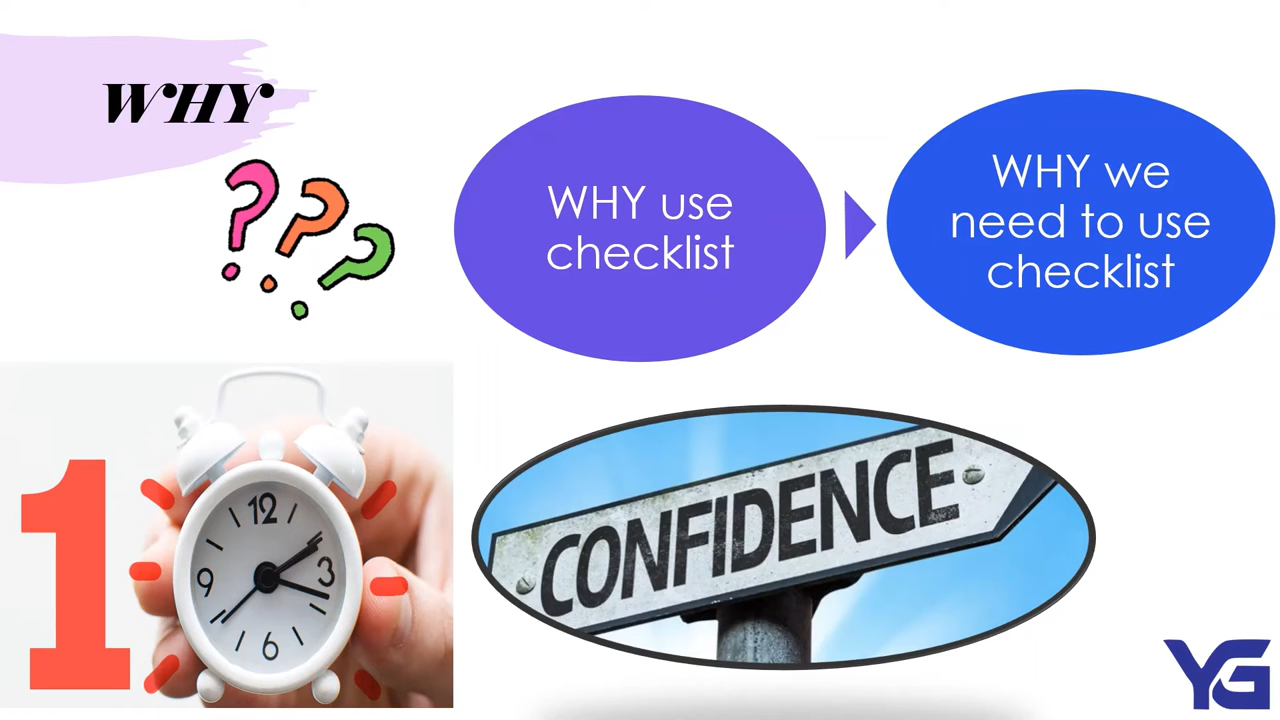 WHY
???
WHY use
checklist
WHY we
need to use
checklist
1
12
3
6
9
CONFIDENCE
YG